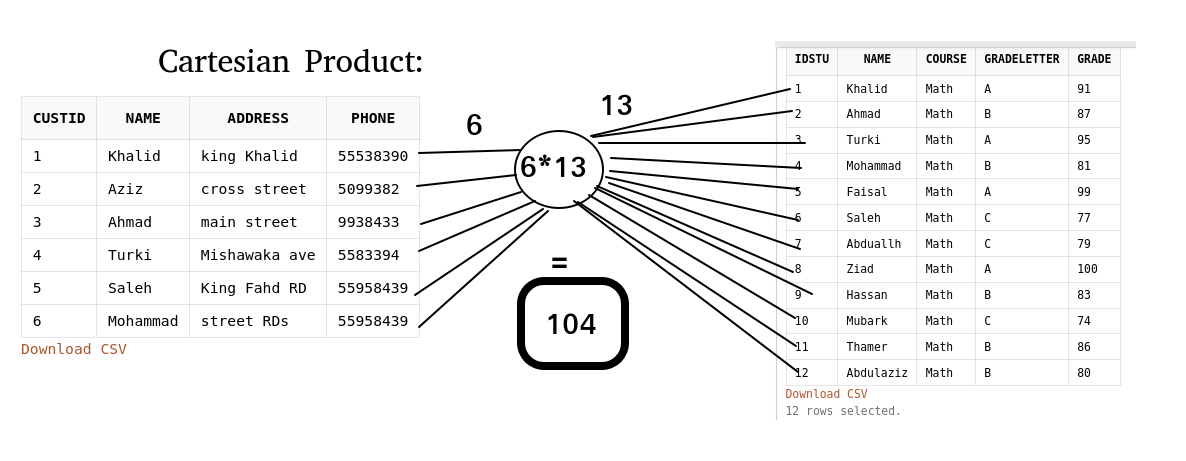 Cartesian Product:
CUSTID NAME ADDRESS PHONE
1 Khalid king Khalid 55538390
2 Aziz cross street 5099382
3 Ahmad main street 9938433
4 Turki Mishawaka ave 5583394
5 Saleh King Fahd RD 55958439
6 Mohammad street RDs 55958439
Download CSV
6
13
6*13
=
104
IDSTU NAME COURSE GRADELETTER GRADE
1 Khalid Math A 91
2 Ahmad Math B 87
3 Turki Math A 95
4 Mohammad Math B 81
5 Faisal Math A 99
6 Saleh Math C 77
7 Abduallh Math C 79
8 Ziad Math A 100
9 Hassan Math B 83
10 Mubark Math C 74
11 Thamer Math B 86
12 Abdulaziz Math B 80
Download CSV
12 rows selected.